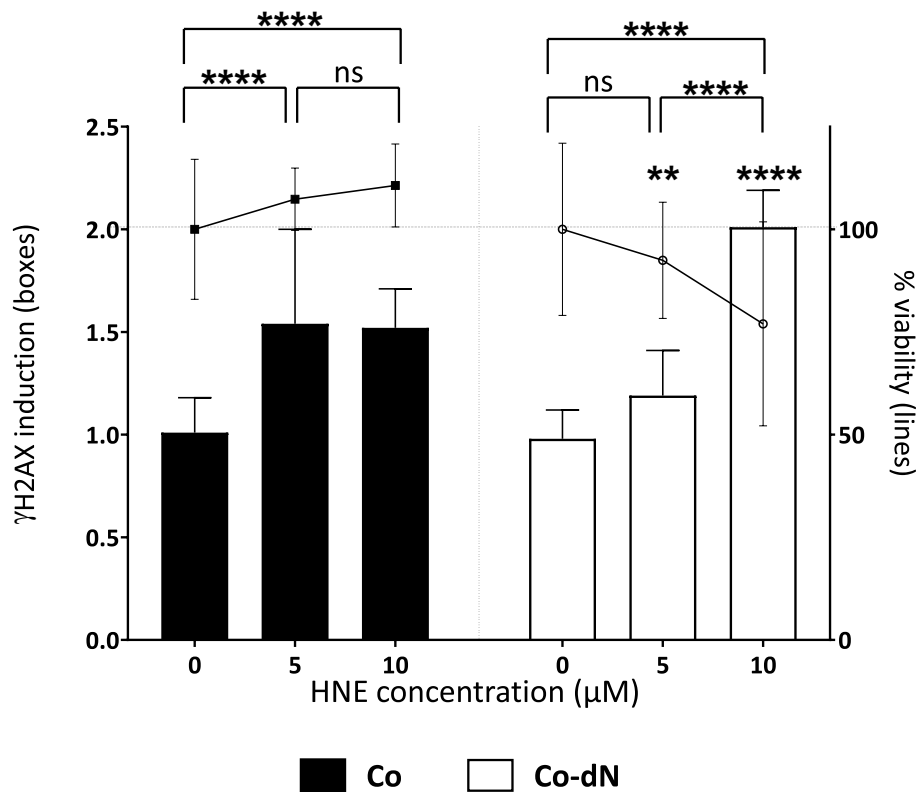 **** ****
**** ns ns ****
2.5
** ****
2.0 100
1.5
1.0 50
0.5
0.0 0
γH2AX induction (boxes)
% viability (lines)
0 5 10 0 5 10
HNE concentration (μM)
Co Co-dN